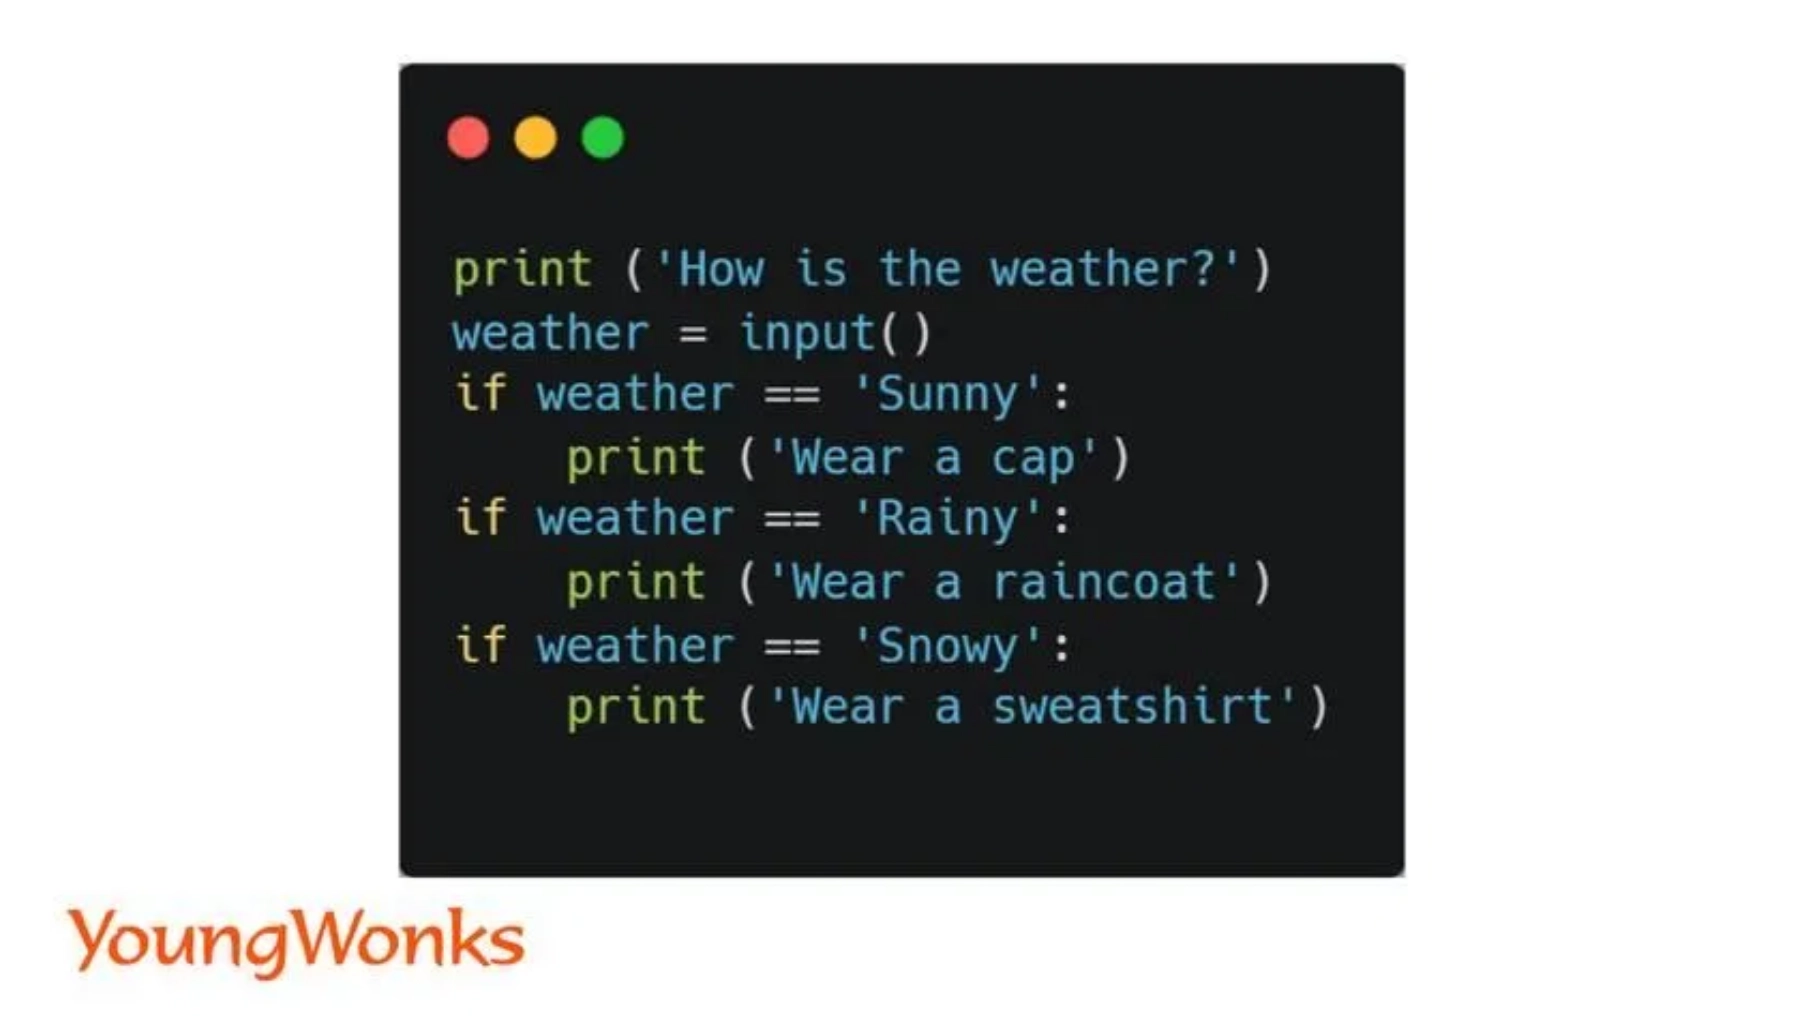 print ('How is the weather?')
weather = input()
if weather == 'Sunny':
    print ('Wear a cap')
if weather == 'Rainy':
    print ('Wear a raincoat')
if weather == 'Snowy':
    print ('Wear a sweatshirt')
YoungWonks